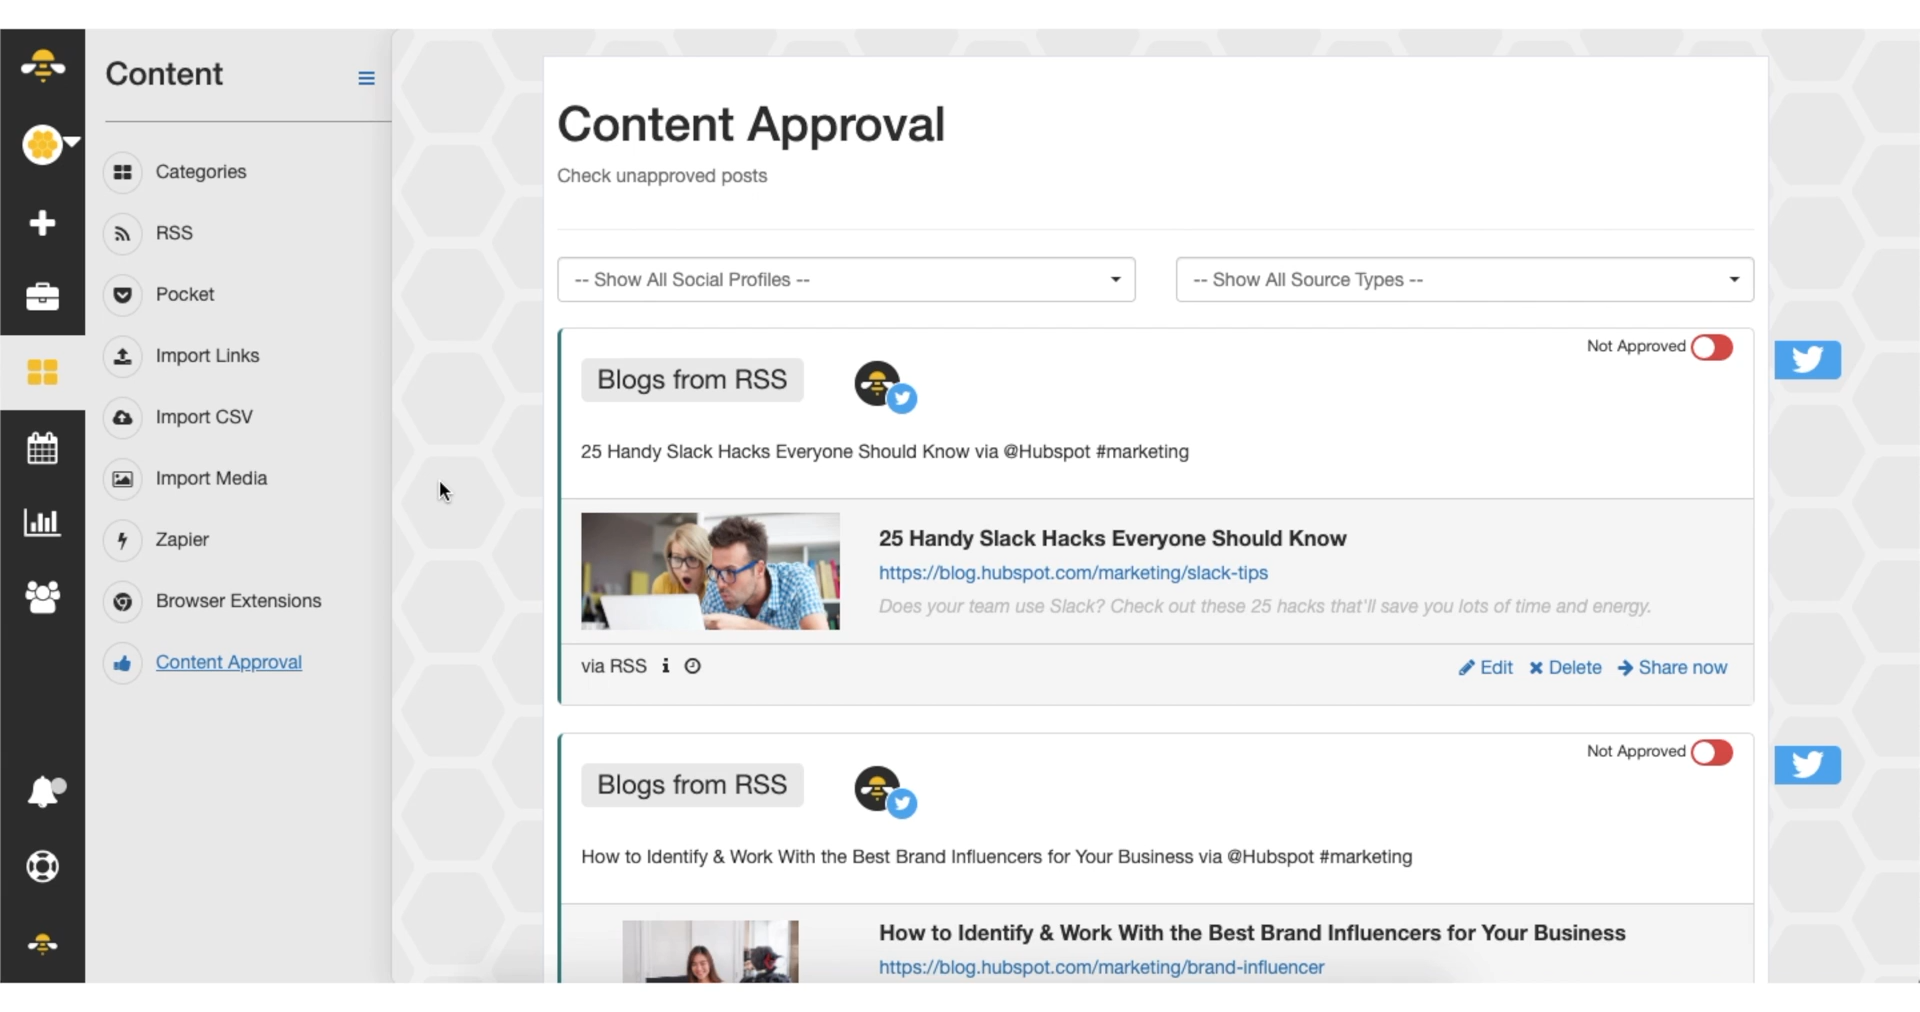 Content
Categories
RSS
Pocket
Import Links
Import CSV
Import Media
Zapier
Browser Extensions
Content Approval
Content Approval
Check unapproved posts
-- Show All Social Profiles --
-- Show All Source Types --
Not Approved
Blogs from RSS
25 Handy Slack Hacks Everyone Should Know via @Hubspot #marketing
25 Handy Slack Hacks Everyone Should Know
https://blog.hubspot.com/marketing/slack-tips
Does your team use Slack? Check out these 25 hacks that'll save you lots of time and energy.
via RSS
Edit Delete Share now
Not Approved
Blogs from RSS
How to Identify & Work With the Best Brand Influencers for Your Business via @Hubspot #marketing
How to Identify & Work With the Best Brand Influencers for Your Business
https://blog.hubspot.com/marketing/brand-influencer